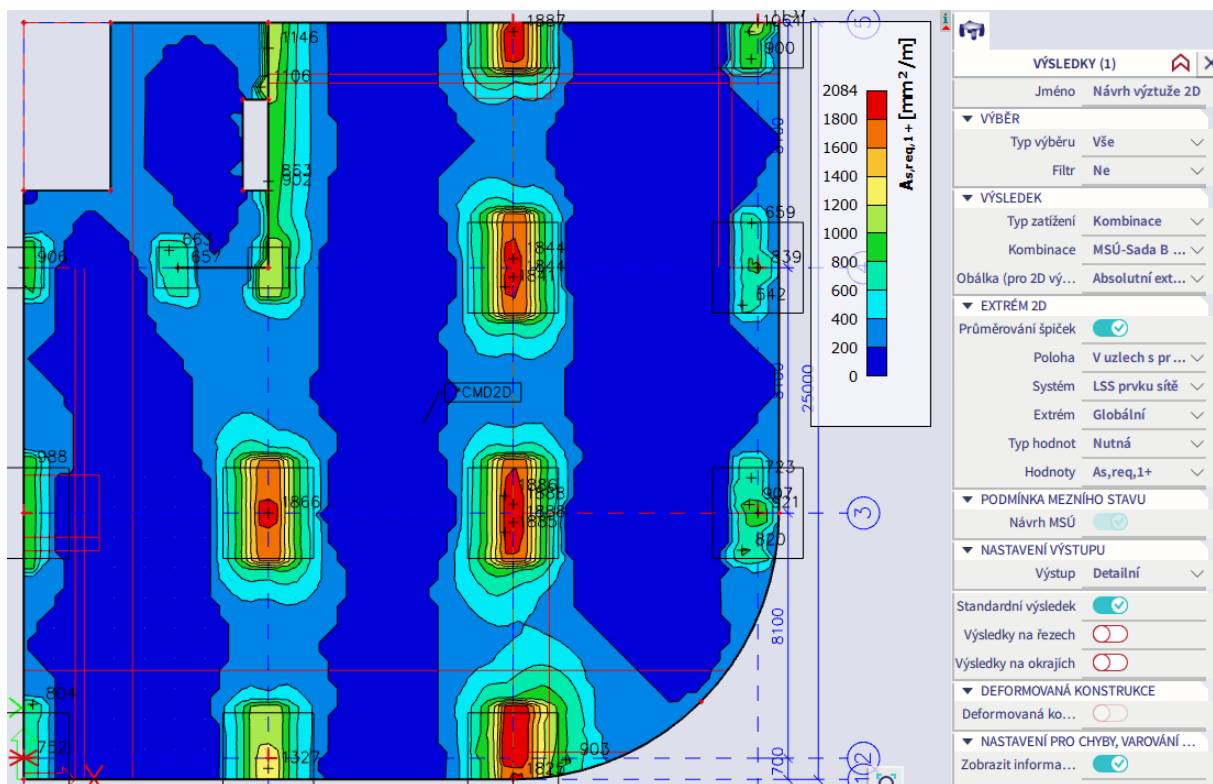 1887
1064
1146
900
1106
863
902
659
663
657
906
1844
1844
1841
839
642
*CMD2D
25000
988
723
1866
1886
1888
1888
1885
907
821
820
8100
804
752
1327
1825
903
700
5
3
102
As,req,1+ [mm²/m]
2084
1800
1600
1400
1200
1000
800
600
400
200
0
VÝSLEDKY (1)
Jméno Návrh výztuže 2D
VÝBĚR
Typ výběru Vše
Filtr Ne
VÝSLEDEK
Typ zatížení Kombinace
Kombinace MSÚ-Sada B ...
Obálka (pro 2D vý... Absolutní ext...
EXTRÉM 2D
Průměrování špiček
Poloha V uzlech s pr ...
Systém LSS prvku sítě
Extrém Globální
Typ hodnot Nutná
Hodnoty As,req,1+
PODMÍNKA MEZNÍHO STAVU
Návrh MSÚ
NASTAVENÍ VÝSTUPU
Výstup Detailní
Standardní výsledek
Výsledky na řezech
Výsledky na okrajích
DEFORMOVANÁ KONSTRUKCE
Deformovaná ko...
NASTAVENÍ PRO CHYBY, VAROVÁNÍ ...
Zobrazit informa...